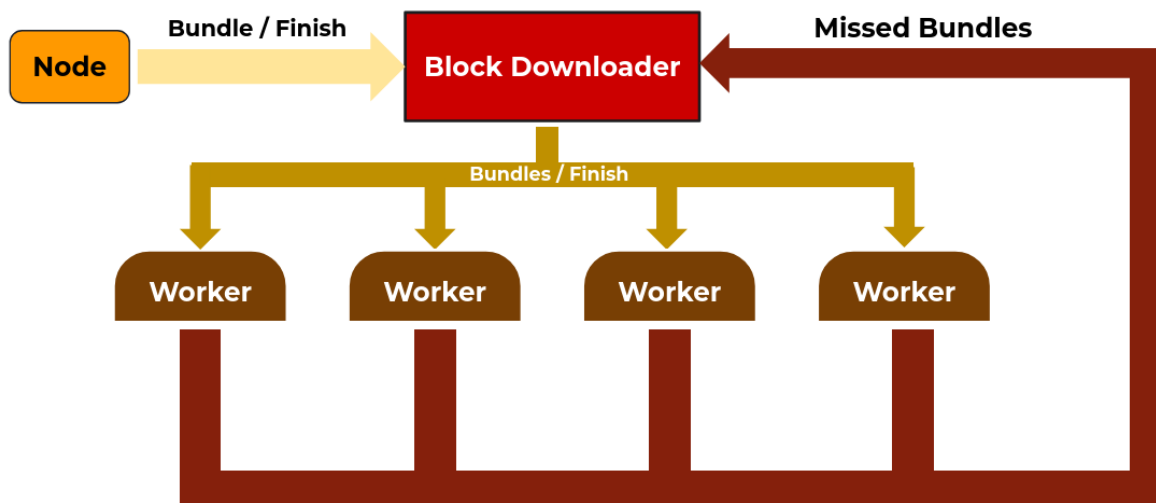 Bundle / Finish
Missed Bundles
Node
Block Downloader
Bundles / Finish
Worker
Worker
Worker
Worker